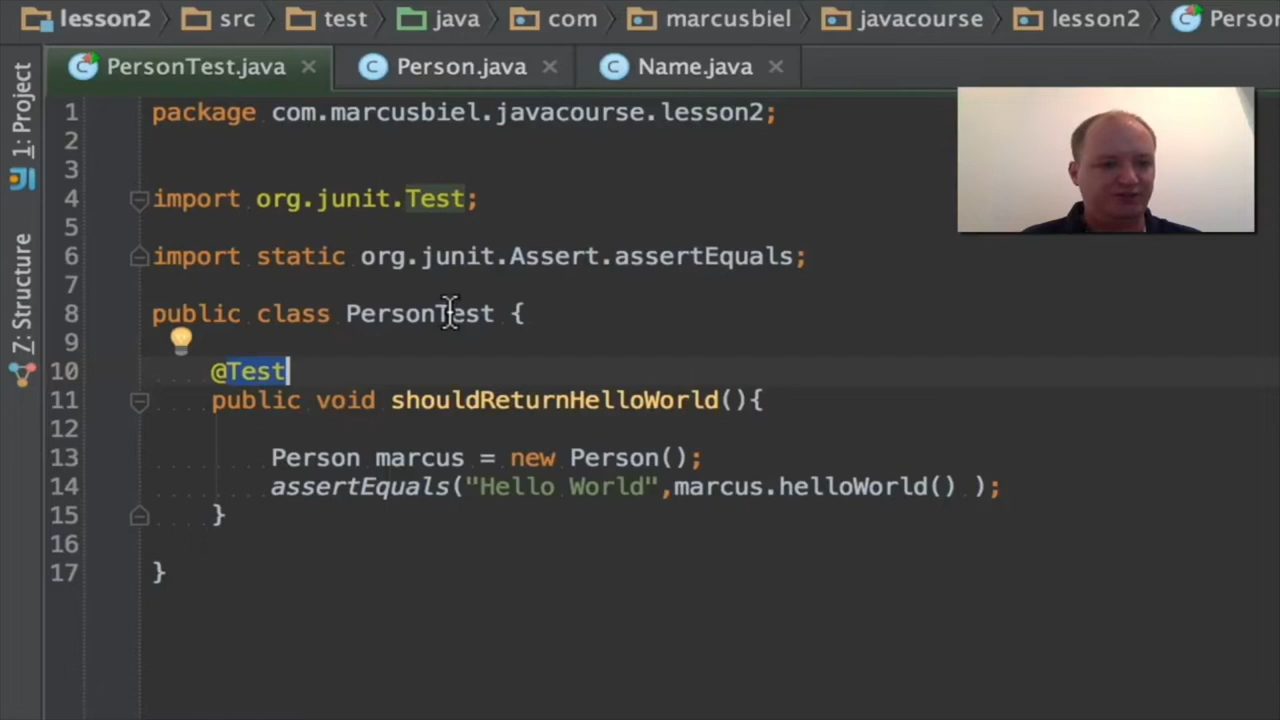 lesson2 src test java com marcusbiel javacourse lesson2 Perso
PersonTest.java Person.java Name.java
1: Project
Z: Structure
1 package com.marcusbiel.javacourse.lesson2;
2
3
4 import org.junit.Test;
5
6 import static org.junit.Assert.assertEquals;
7
8 public class PersonTest {
9
10 @Test
11 public void shouldReturnHelloWorld(){
12
13 Person marcus = new Person();
14 assertEquals("Hello World",marcus.helloWorld() );
15 }
16
17 }